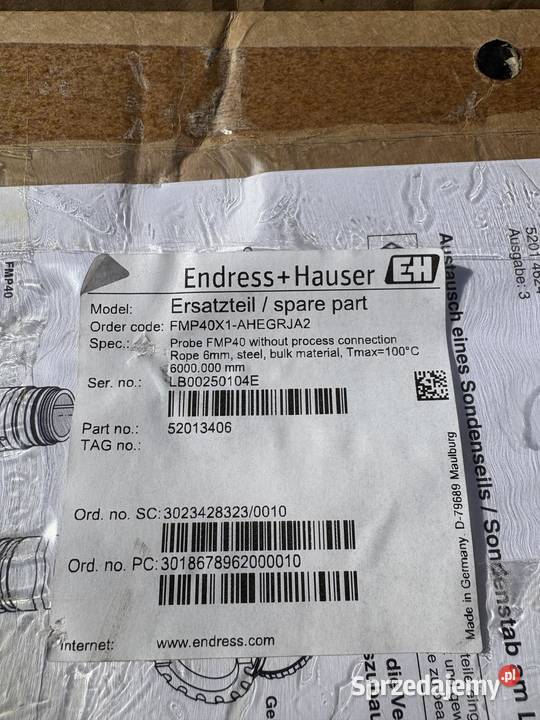 52014624
Ausgabe: 3
Austausch eines Sondenseils / Sondenstab
FMP40
Endress+Hauser EH
Model: Ersatzteil / spare part
Order code: FMP40X1-AHEGRJA2
Spec.: Probe FMP40 without process connection
Rope 6mm, steel, bulk material, Tmax=100°C
6000.000 mm
Ser. no.: LB00250104E
Part no.: 52013406
TAG no.:
Ord. no. SC: 3023428323/0010
Ord. no. PC: 3018678962000010
Internet: www.endress.com
Made in Germany, D-79689 Maulburg
Ge
die
Sprzedajemy.pl